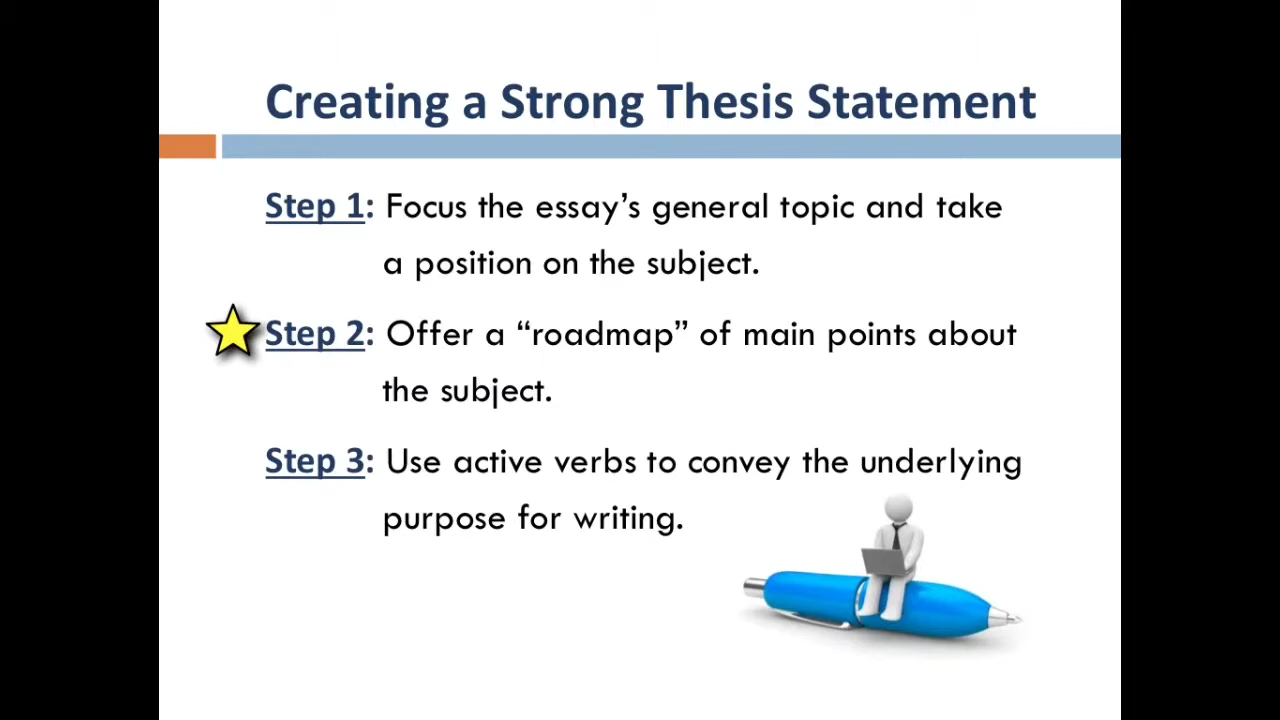 Creating a Strong Thesis Statement
Step 1: Focus the essay’s general topic and take
a position on the subject.
Step 2: Offer a “roadmap” of main points about
the subject.
Step 3: Use active verbs to convey the underlying
purpose for writing.